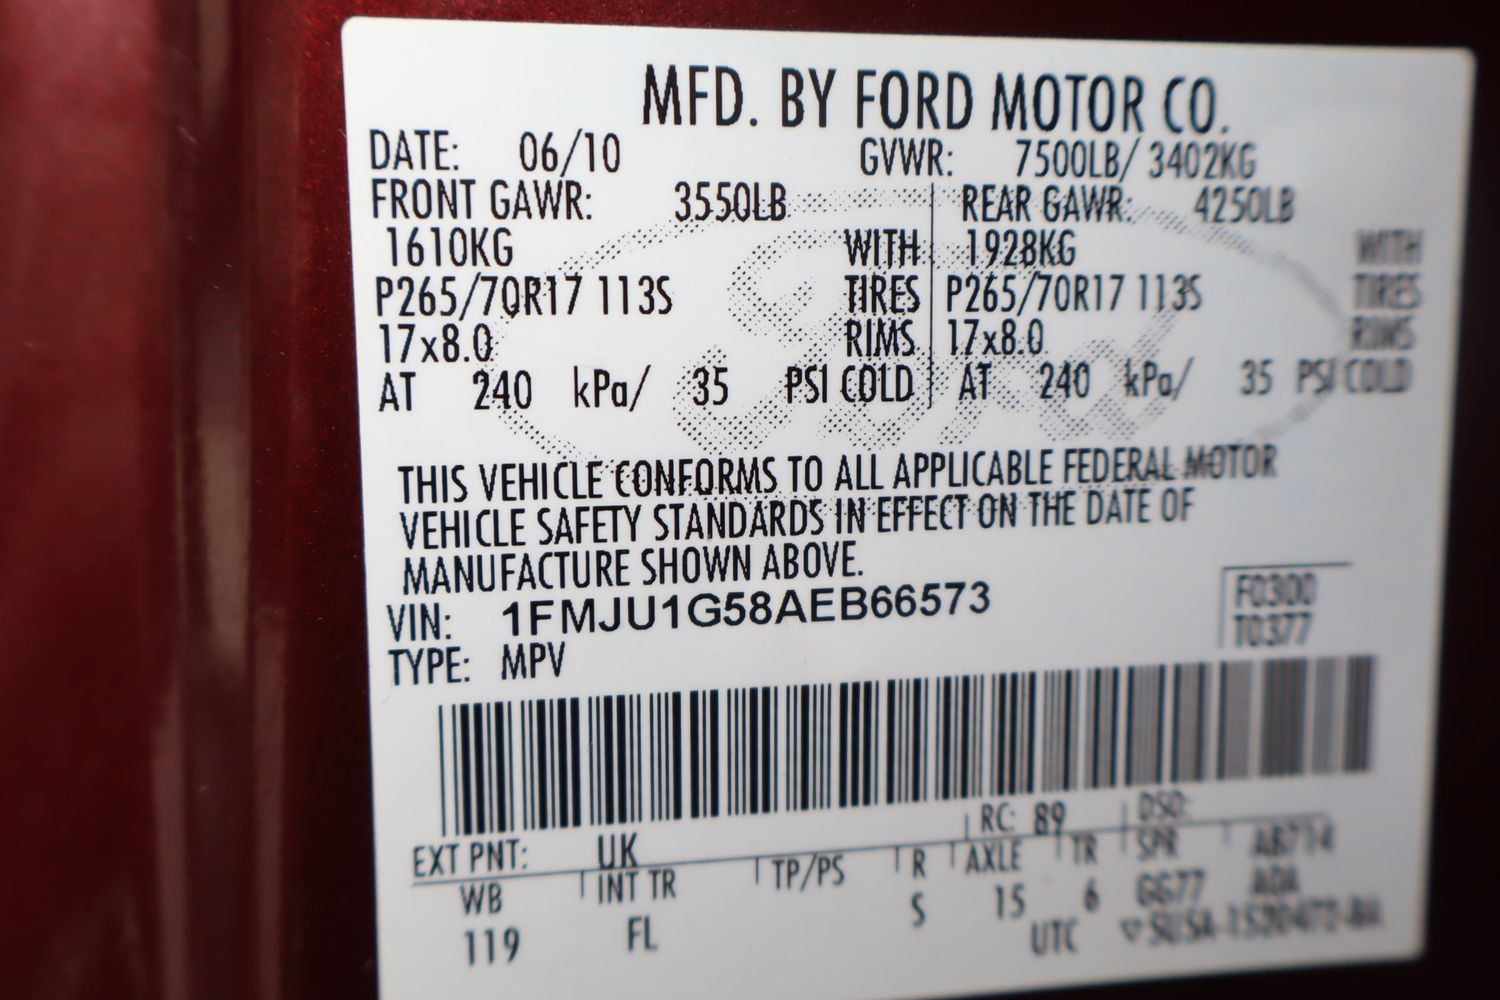 MFD. BY FORD MOTOR CO.
DATE: 06/10 GVWR: 7500LB/ 3402KG
FRONT GAWR: 3550LB REAR GAWR: 4250LB
1610KG WITH 1928KG WITH
P265/70R17 113S TIRES P265/70R17 113S TIRES
17x8.0 RIMS 17x8.0 RIMS
AT 240 kPa/ 35 PSI COLD AT 240 kPa/ 35 PSI COLD
THIS VEHICLE CONFORMS TO ALL APPLICABLE FEDERAL MOTOR
VEHICLE SAFETY STANDARDS IN EFFECT ON THE DATE OF
MANUFACTURE SHOWN ABOVE.
VIN: 1FMJU1G58AEB66573
F0300
TYPE: MPV T0377
EXT PNT: UK RC: 89 DSO:
WB INT TR TP/PS R AXLE TR SPR AB714
119 FL S 15 6 GG77 ADA
UTC